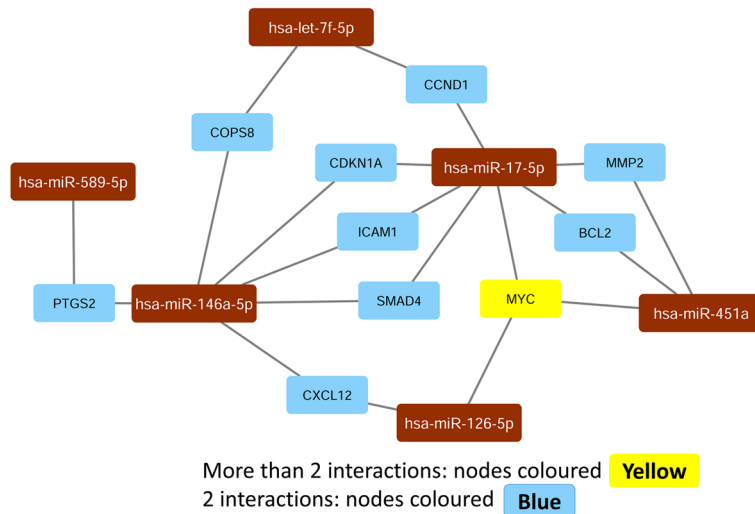 hsa-let-7f-5p
CCND1
COPS8
CDKN1A
hsa-miR-17-5p
MMP2
hsa-miR-589-5p
ICAM1
BCL2
PTGS2
hsa-miR-146a-5p
SMAD4
MYC
hsa-miR-451a
CXCL12
hsa-miR-126-5p
More than 2 interactions: nodes coloured Yellow
2 interactions: nodes coloured Blue